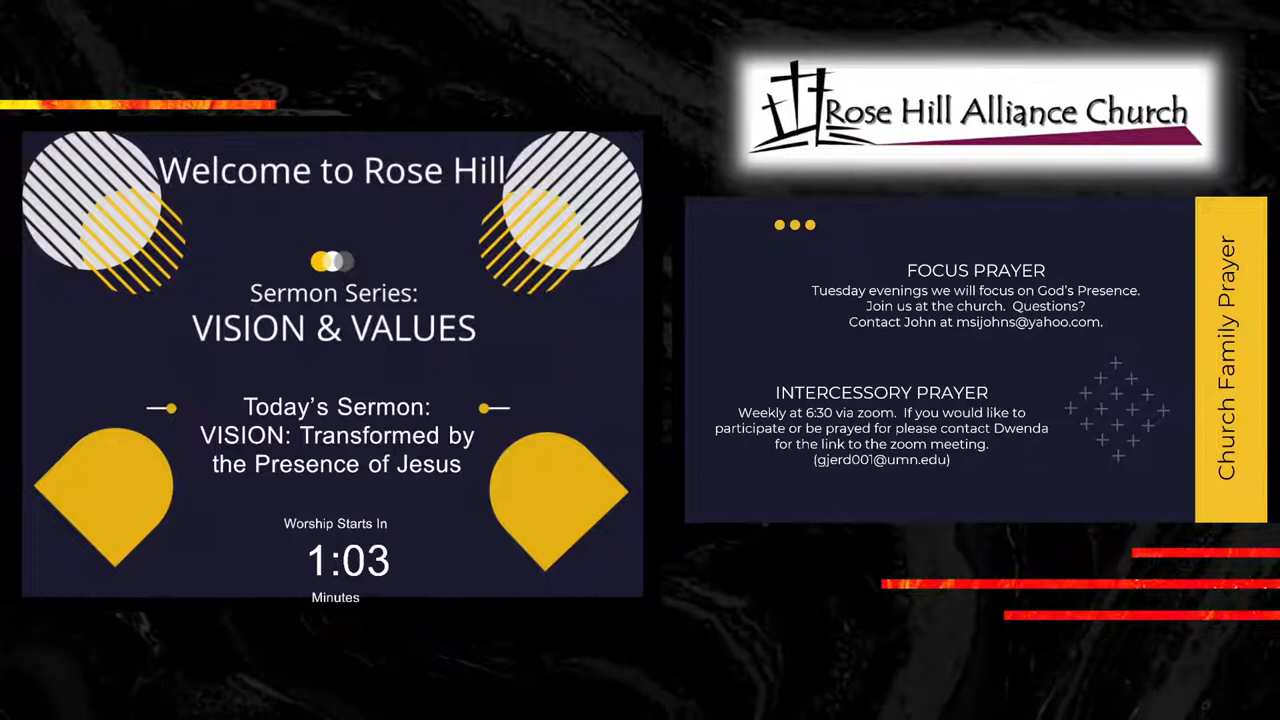 Welcome to Rose Hill
Sermon Series:
VISION & VALUES
Today's Sermon:
VISION: Transformed by
the Presence of Jesus
Worship Starts In
1:03
Minutes
Rose Hill Alliance Church
FOCUS PRAYER
Tuesday evenings we will focus on God's Presence.
Join us at the church.  Questions?
Contact John at msijohns@yahoo.com.
INTERCESSORY PRAYER
Weekly at 6:30 via zoom.  If you would like to
participate or be prayed for please contact Dwenda
for the link to the zoom meeting.
(gjerd001@umn.edu)
Church Family Prayer